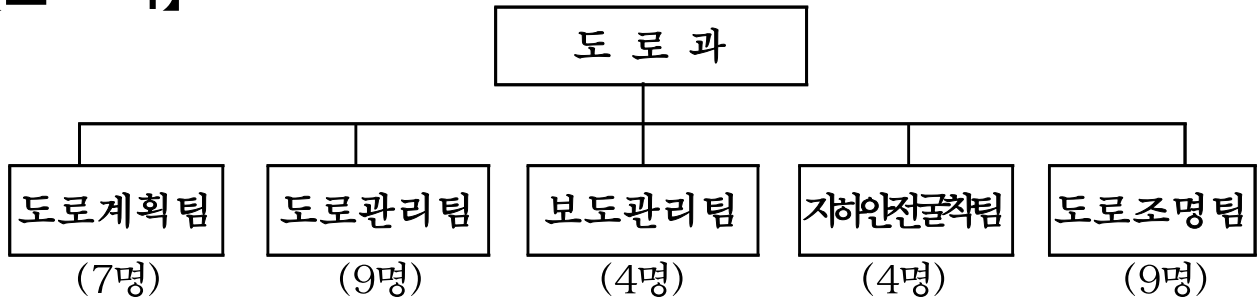 도 로 과
도로계획팀 도로관리팀 보도관리팀 지하안전굴착팀 도로조명팀
(7명) (9명) (4명) (4명) (9명)